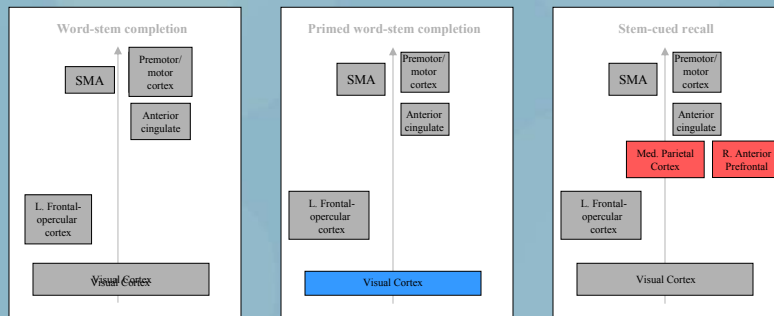 Word-stem completion
SMA
Premotor/
motor
cortex
Anterior
cingulate
L. Frontal-
opercular
cortex
Visual Cortex
Visual Cortex
Primed word-stem completion
SMA
Premotor/
motor
cortex
Anterior
cingulate
L. Frontal-
opercular
cortex
Visual Cortex
Stem-cued recall
SMA
Premotor/
motor
cortex
Anterior
cingulate
Med. Parietal
Cortex
R. Anterior
Prefrontal
L. Frontal-
opercular
cortex
Visual Cortex